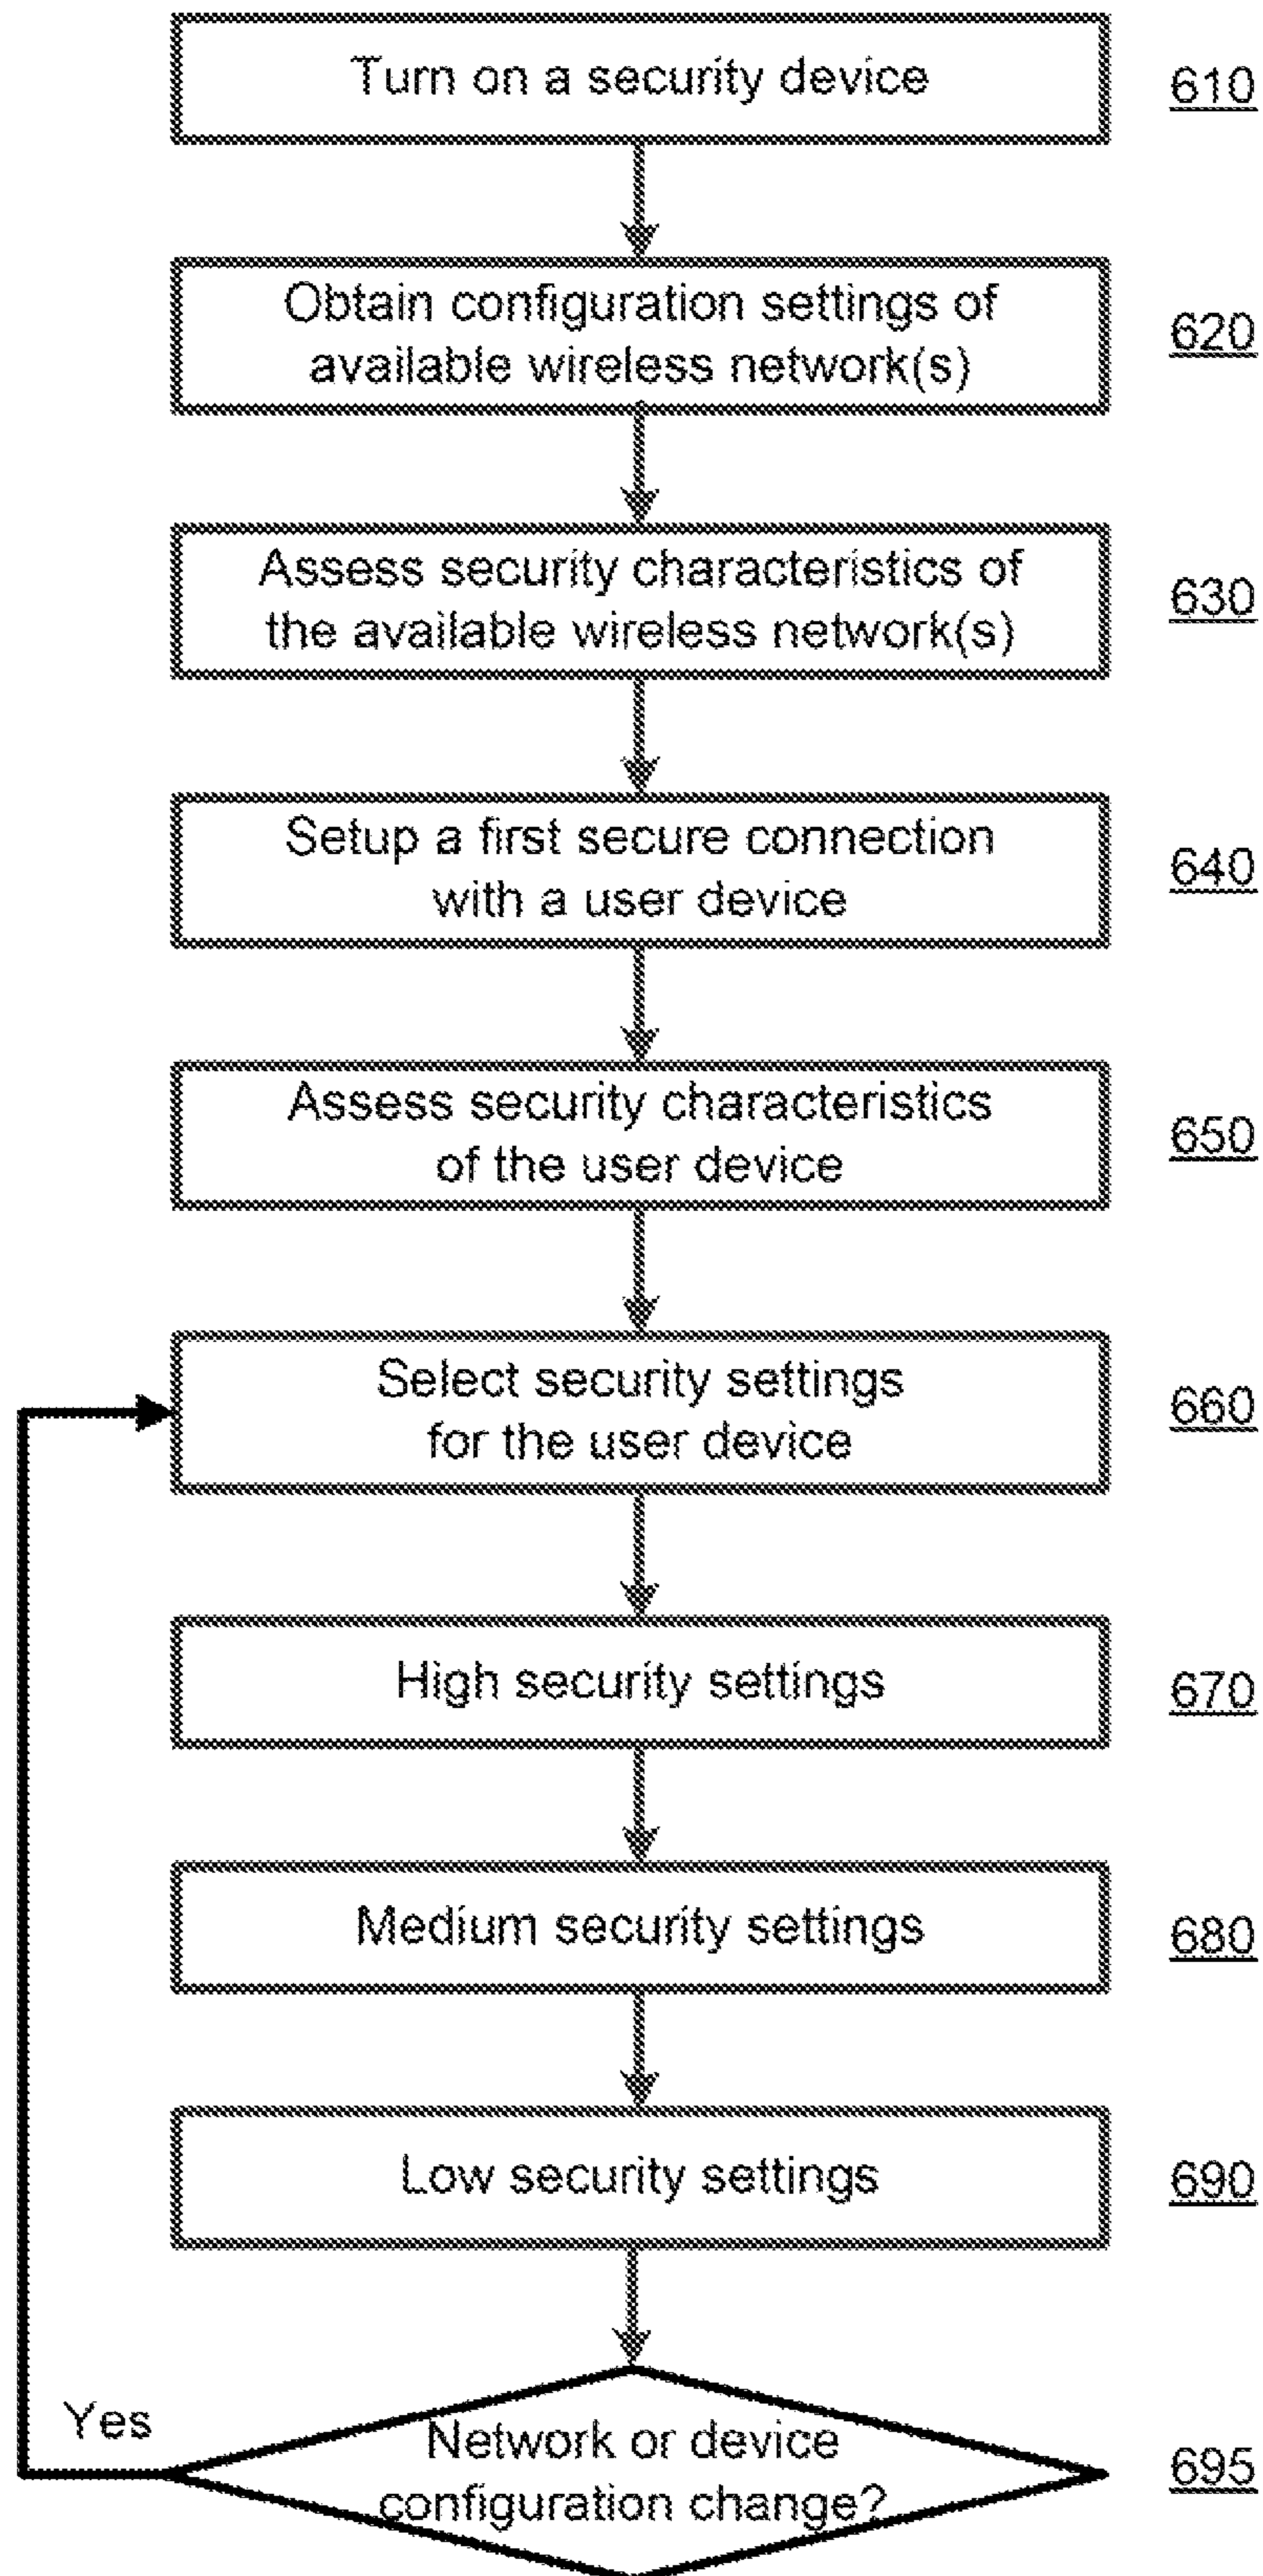 Turn on a security device
610
Obtain configuration settings of
available wireless network(s)
620
Assess security characteristics of
the available wireless network(s)
630
Setup a first secure connection
with a user device
640
Assess security characteristics
of the user device
650
Select security settings
for the user device
660
High security settings
670
Medium security settings
680
Low security settings
690
Yes
Network or device
configuration change?
695